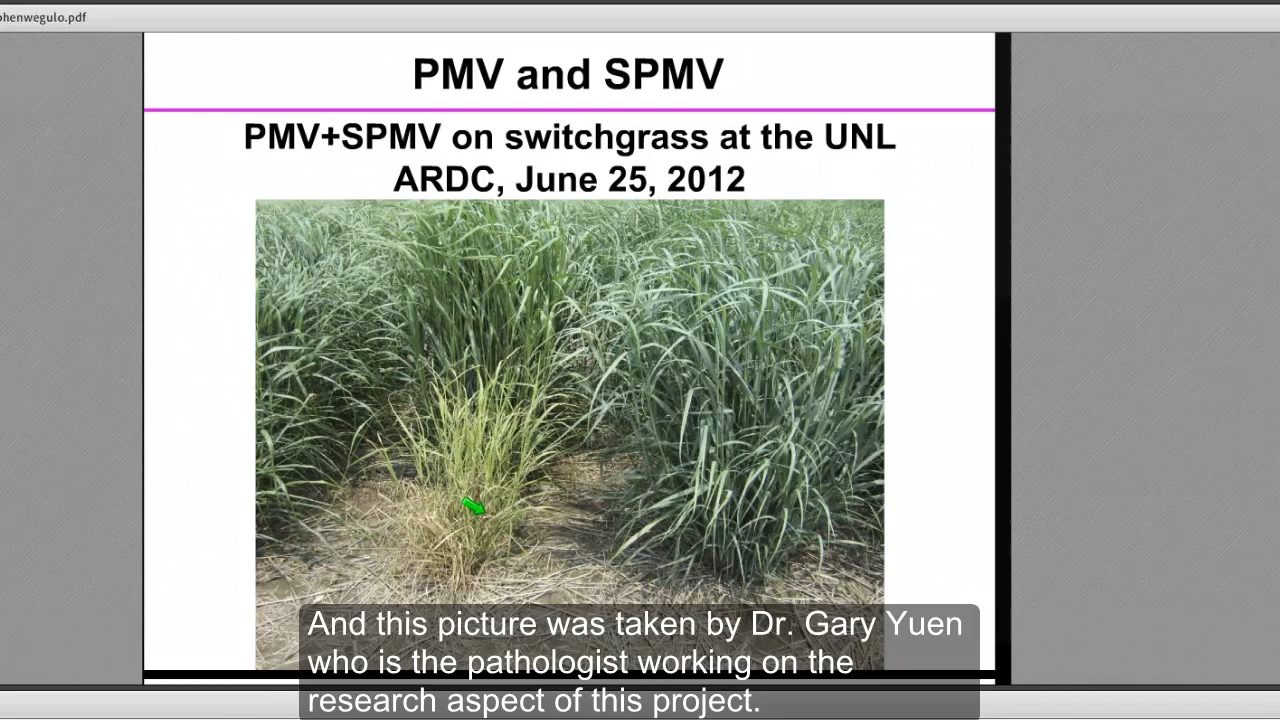 phenwegulo.pdf
PMV and SPMV
PMV+SPMV on switchgrass at the UNL
ARDC, June 25, 2012
And this picture was taken by Dr. Gary Yuen
who is the pathologist working on the
research aspect of this project.